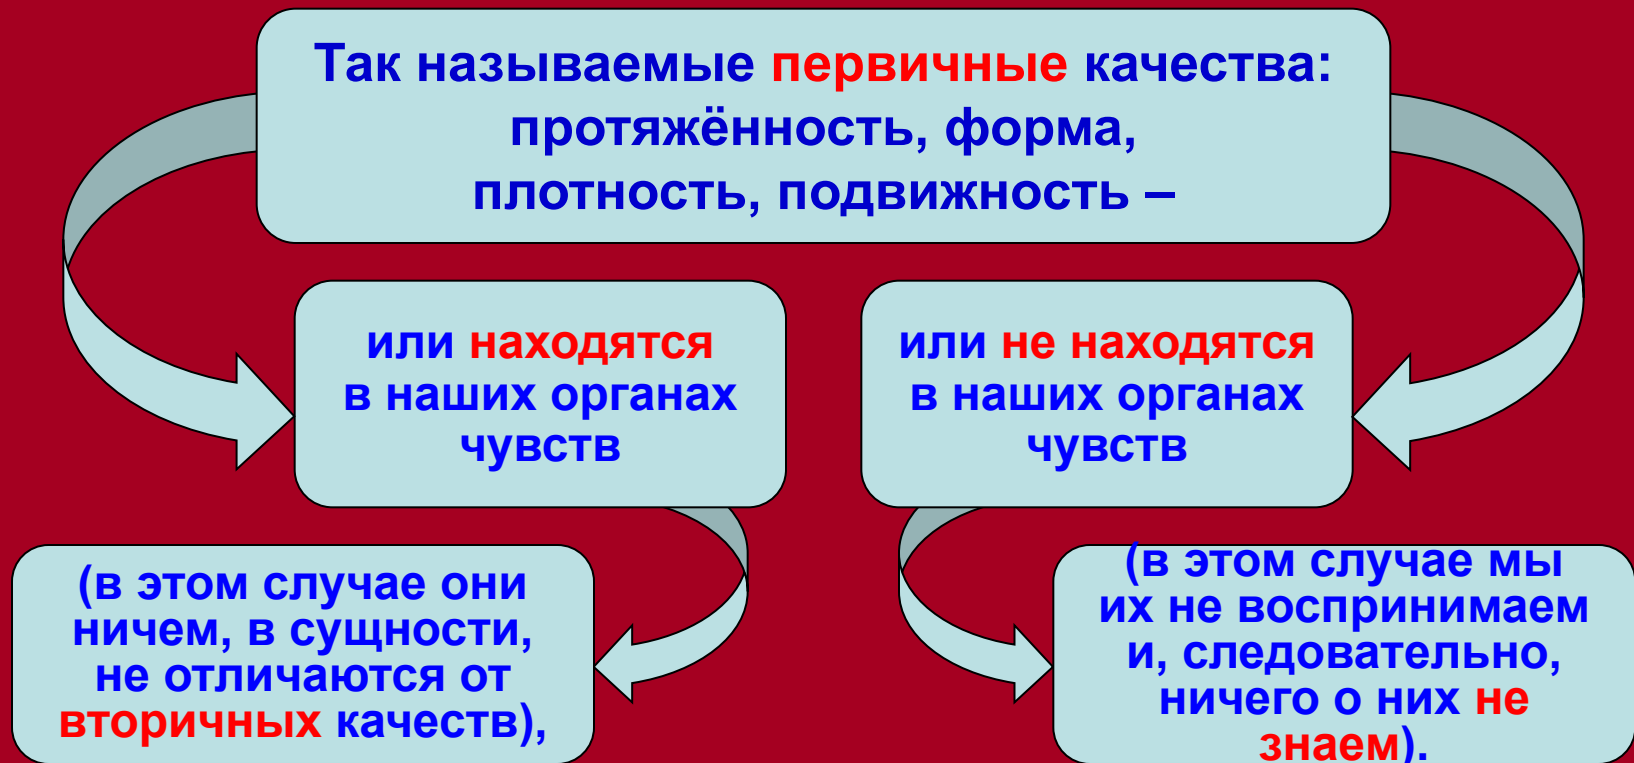 Так называемые первичные качества:
протяжённость, форма,
плотность, подвижность –
или находятся
в наших органах
чувств
или не находятся
в наших органах
чувств
(в этом случае они
ничем, в сущности,
не отличаются от
вторичных качеств),
(в этом случае мы
их не воспринимаем
и, следовательно,
ничего о них не
знаем).